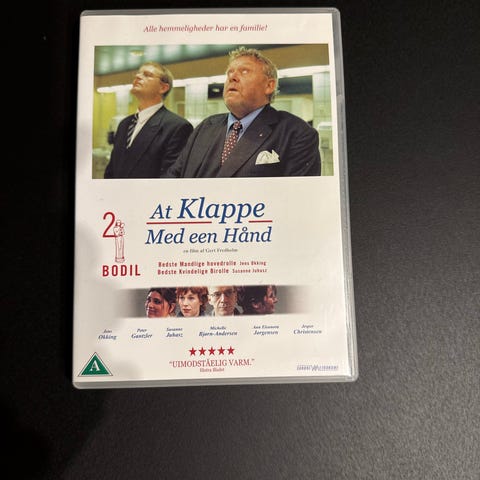 Alle hemmeligheder har en familie!
At Klappe
Med een Hånd
en film af Gert Fredholm
2
BODIL
Bedste Mandlige hovedrolle Jens Okking
Bedste Kvindelige Birolle Susanne Juhasz
Jens Okking
Peter Gantzler
Susanne Juhasz
Michelle Bjørn-Andersen
Ann Eleonora Jørgensen
Jesper Christensen
A
★★★★★
"UIMODSTÅELIG VARM."
Ekstra Bladet